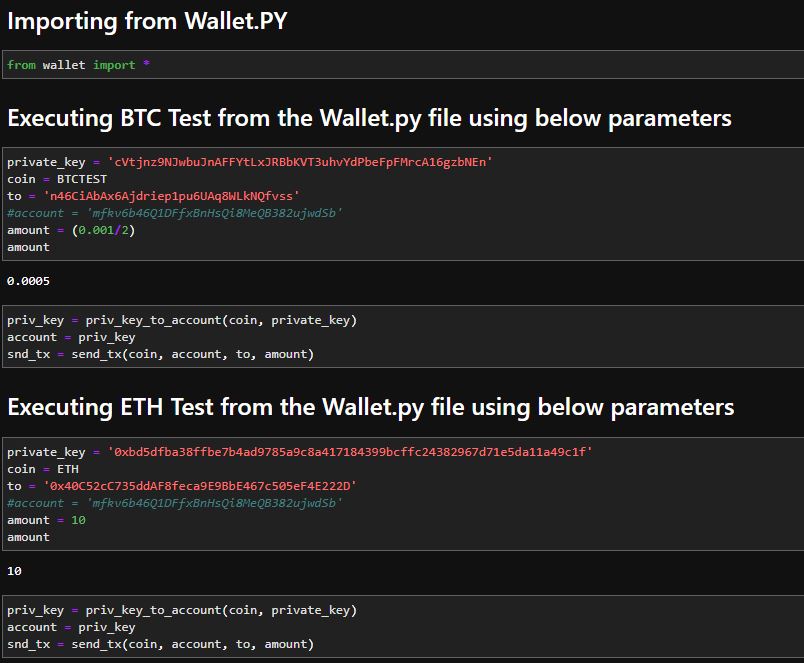 Importing from Wallet.PY
from wallet import *
Executing BTC Test from the Wallet.py file using below parameters
private_key = 'cVtjnz9NJwbuJnAFFYtLxJRBbKVT3uhvYdPbeFpFMrcA16gzbNEn'
coin = BTCTEST
to = 'n46CiAbAx6Ajdriep1pu6UAq8WLkNQfvss'
#account = 'mfkv6b46Q1DFfxBnHsQi8MeQB382ujwdSb'
amount = (0.001/2)
amount
0.0005
priv_key = priv_key_to_account(coin, private_key)
account = priv_key
snd_tx = send_tx(coin, account, to, amount)
Executing ETH Test from the Wallet.py file using below parameters
private_key = '0xbd5dfba38ffbe7b4ad9785a9c8a417184399bcffc24382967d71e5da11a49c1f'
coin = ETH
to = '0x40C52cC735ddAF8feca9E9BbE467c505eF4E222D'
#account = 'mfkv6b46Q1DFfxBnHsQi8MeQB382ujwdSb'
amount = 10
amount
10
priv_key = priv_key_to_account(coin, private_key)
account = priv_key
snd_tx = send_tx(coin, account, to, amount)